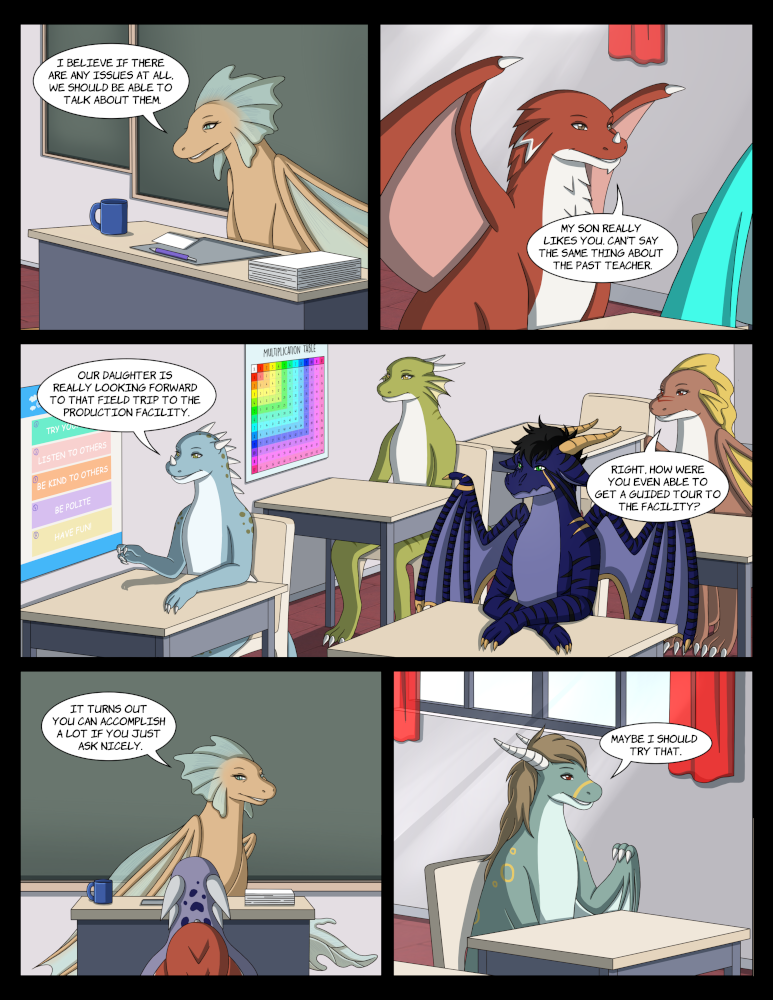 I BELIEVE IF THERE
ARE ANY ISSUES AT ALL,
WE SHOULD BE ABLE TO
TALK ABOUT THEM.
MY SON REALLY
LIKES YOU. CAN'T SAY
THE SAME THING ABOUT
THE PAST TEACHER.
OUR DAUGHTER IS
REALLY LOOKING FORWARD
TO THAT FIELD TRIP TO THE
PRODUCTION FACILITY.
MULTIPLICATION TABLE
TRY YOU
LISTEN TO OTHERS
BE KIND TO OTHERS
BE POLITE
HAVE FUN!
RIGHT. HOW WERE
YOU EVEN ABLE TO
GET A GUIDED TOUR TO
THE FACILITY?
IT TURNS OUT
YOU CAN ACCOMPLISH
A LOT IF YOU JUST
ASK NICELY.
MAYBE I SHOULD
TRY THAT.